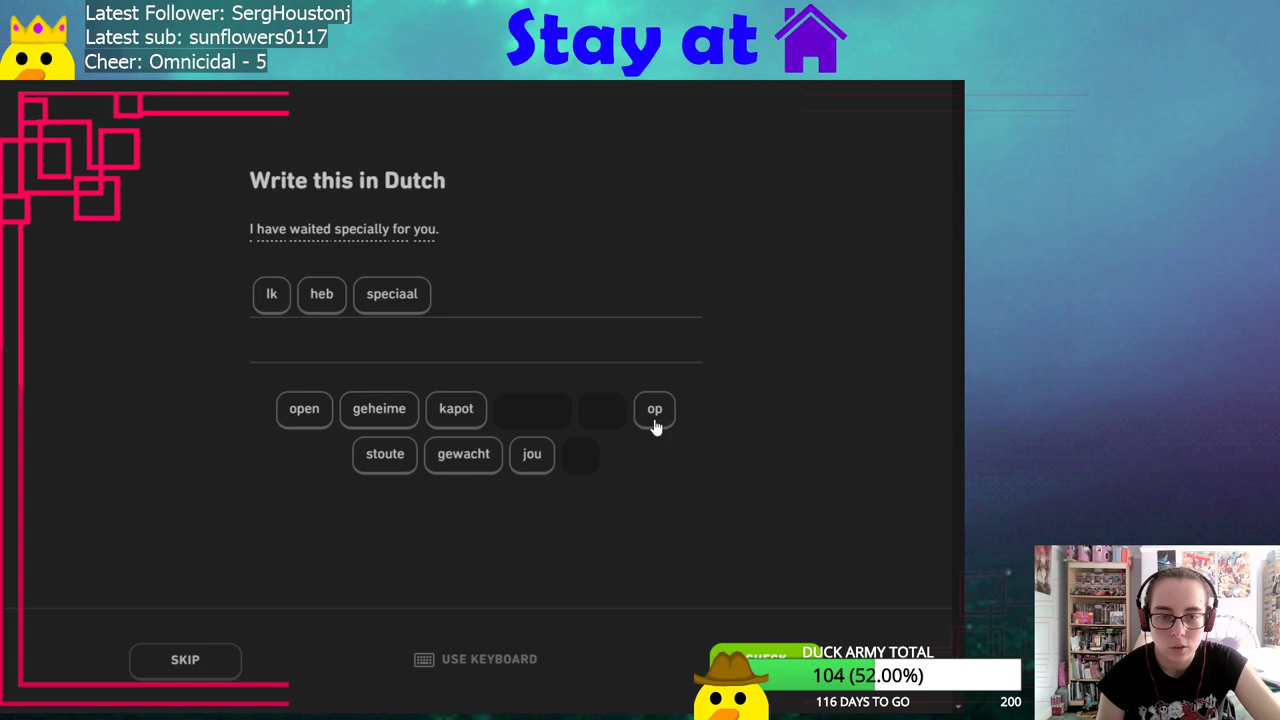 Latest Follower: SergHoustonj
Latest sub: sunflowers0117
Cheer: Omnicidal - 5
Stay at
Write this in Dutch
I have waited specially for you.
Ik heb speciaal
open geheime kapot op
stoute gewacht jou
SKIP
USE KEYBOARD
CHECK
DUCK ARMY TOTAL
104 (52.00%)
116 DAYS TO GO
200